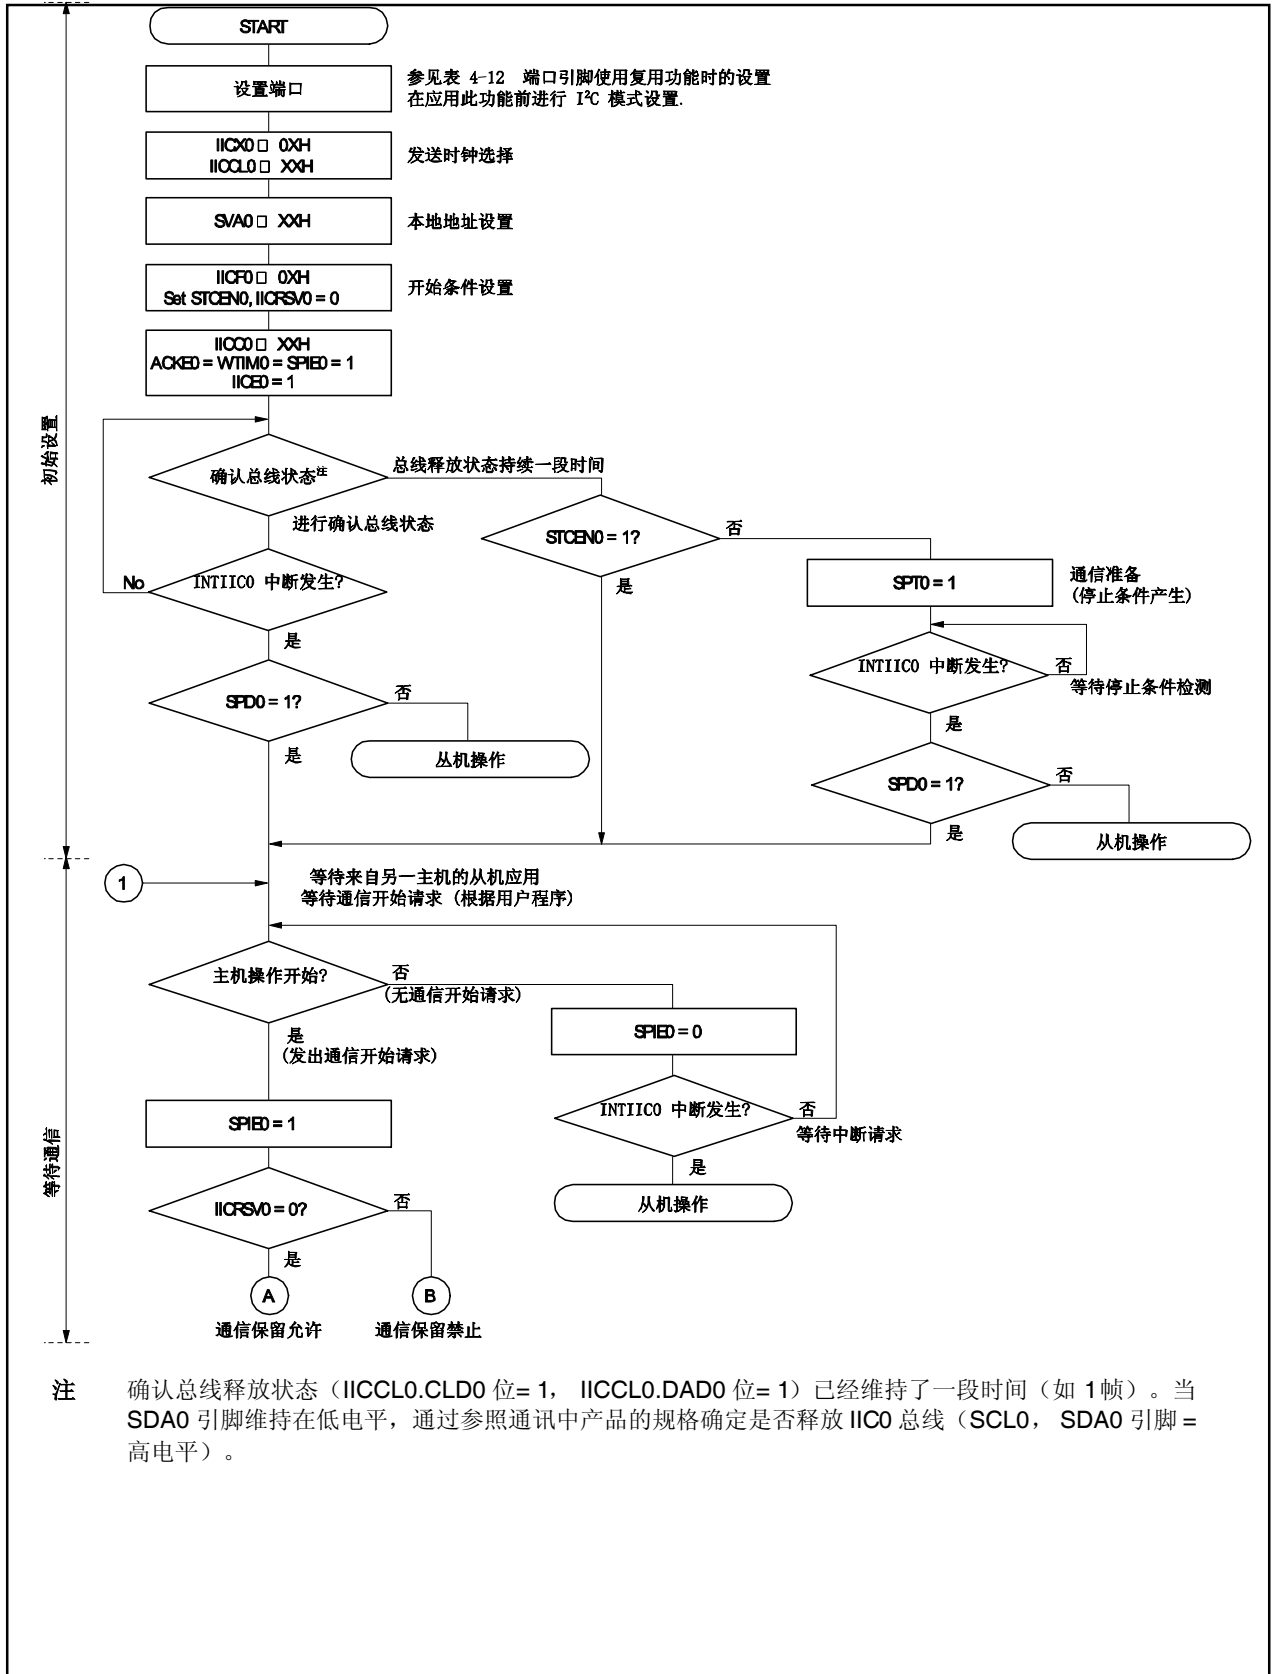 START
设置端口
参见表 4-12 端口引脚使用复用功能时的设置
在应用此功能前进行 I²C 模式设置.
IICX0□ 0XH
IICCL0□ XXH
发送时钟选择
SVA0□ XXH
本地地址设置
IICF0□ 0XH
Set STCEN0, IICRSV0 = 0
开始条件设置
IICC0□ XXH
ACKE0 = WTIM0 = SPIE0 = 1
IICE0 = 1
初始设置
确认总线状态注
总线释放状态持续一段时间
进行确认总线状态
STCEN0 = 1?
否
是
No
INTIIC0 中断发生?
是
SPT0 = 1
通信准备
(停止条件产生)
INTIIC0 中断发生?
否
等待停止条件检测
是
SPD0 = 1?
否
是
从机操作
SPD0 = 1?
否
是
从机操作
1
等待来自另一主机的从机应用
等待通信开始请求 (根据用户程序)
主机操作开始?
否
(无通信开始请求)
是
(发出通信开始请求)
SPIE0 = 0
INTIIC0 中断发生?
否
等待中断请求
是
从机操作
SPIE0 = 1
等待通信
IICRSV0 = 0?
否
是
A
B
通信保留允许
通信保留禁止
注 确认总线释放状态（IICCL0.CLD0 位= 1， IICCL0.DAD0 位= 1）已经维持了一段时间（如 1 帧）。当
SDA0 引脚维持在低电平，通过参照通讯中产品的规格确定是否释放 IIC0 总线（SCL0， SDA0 引脚 =
高电平）。